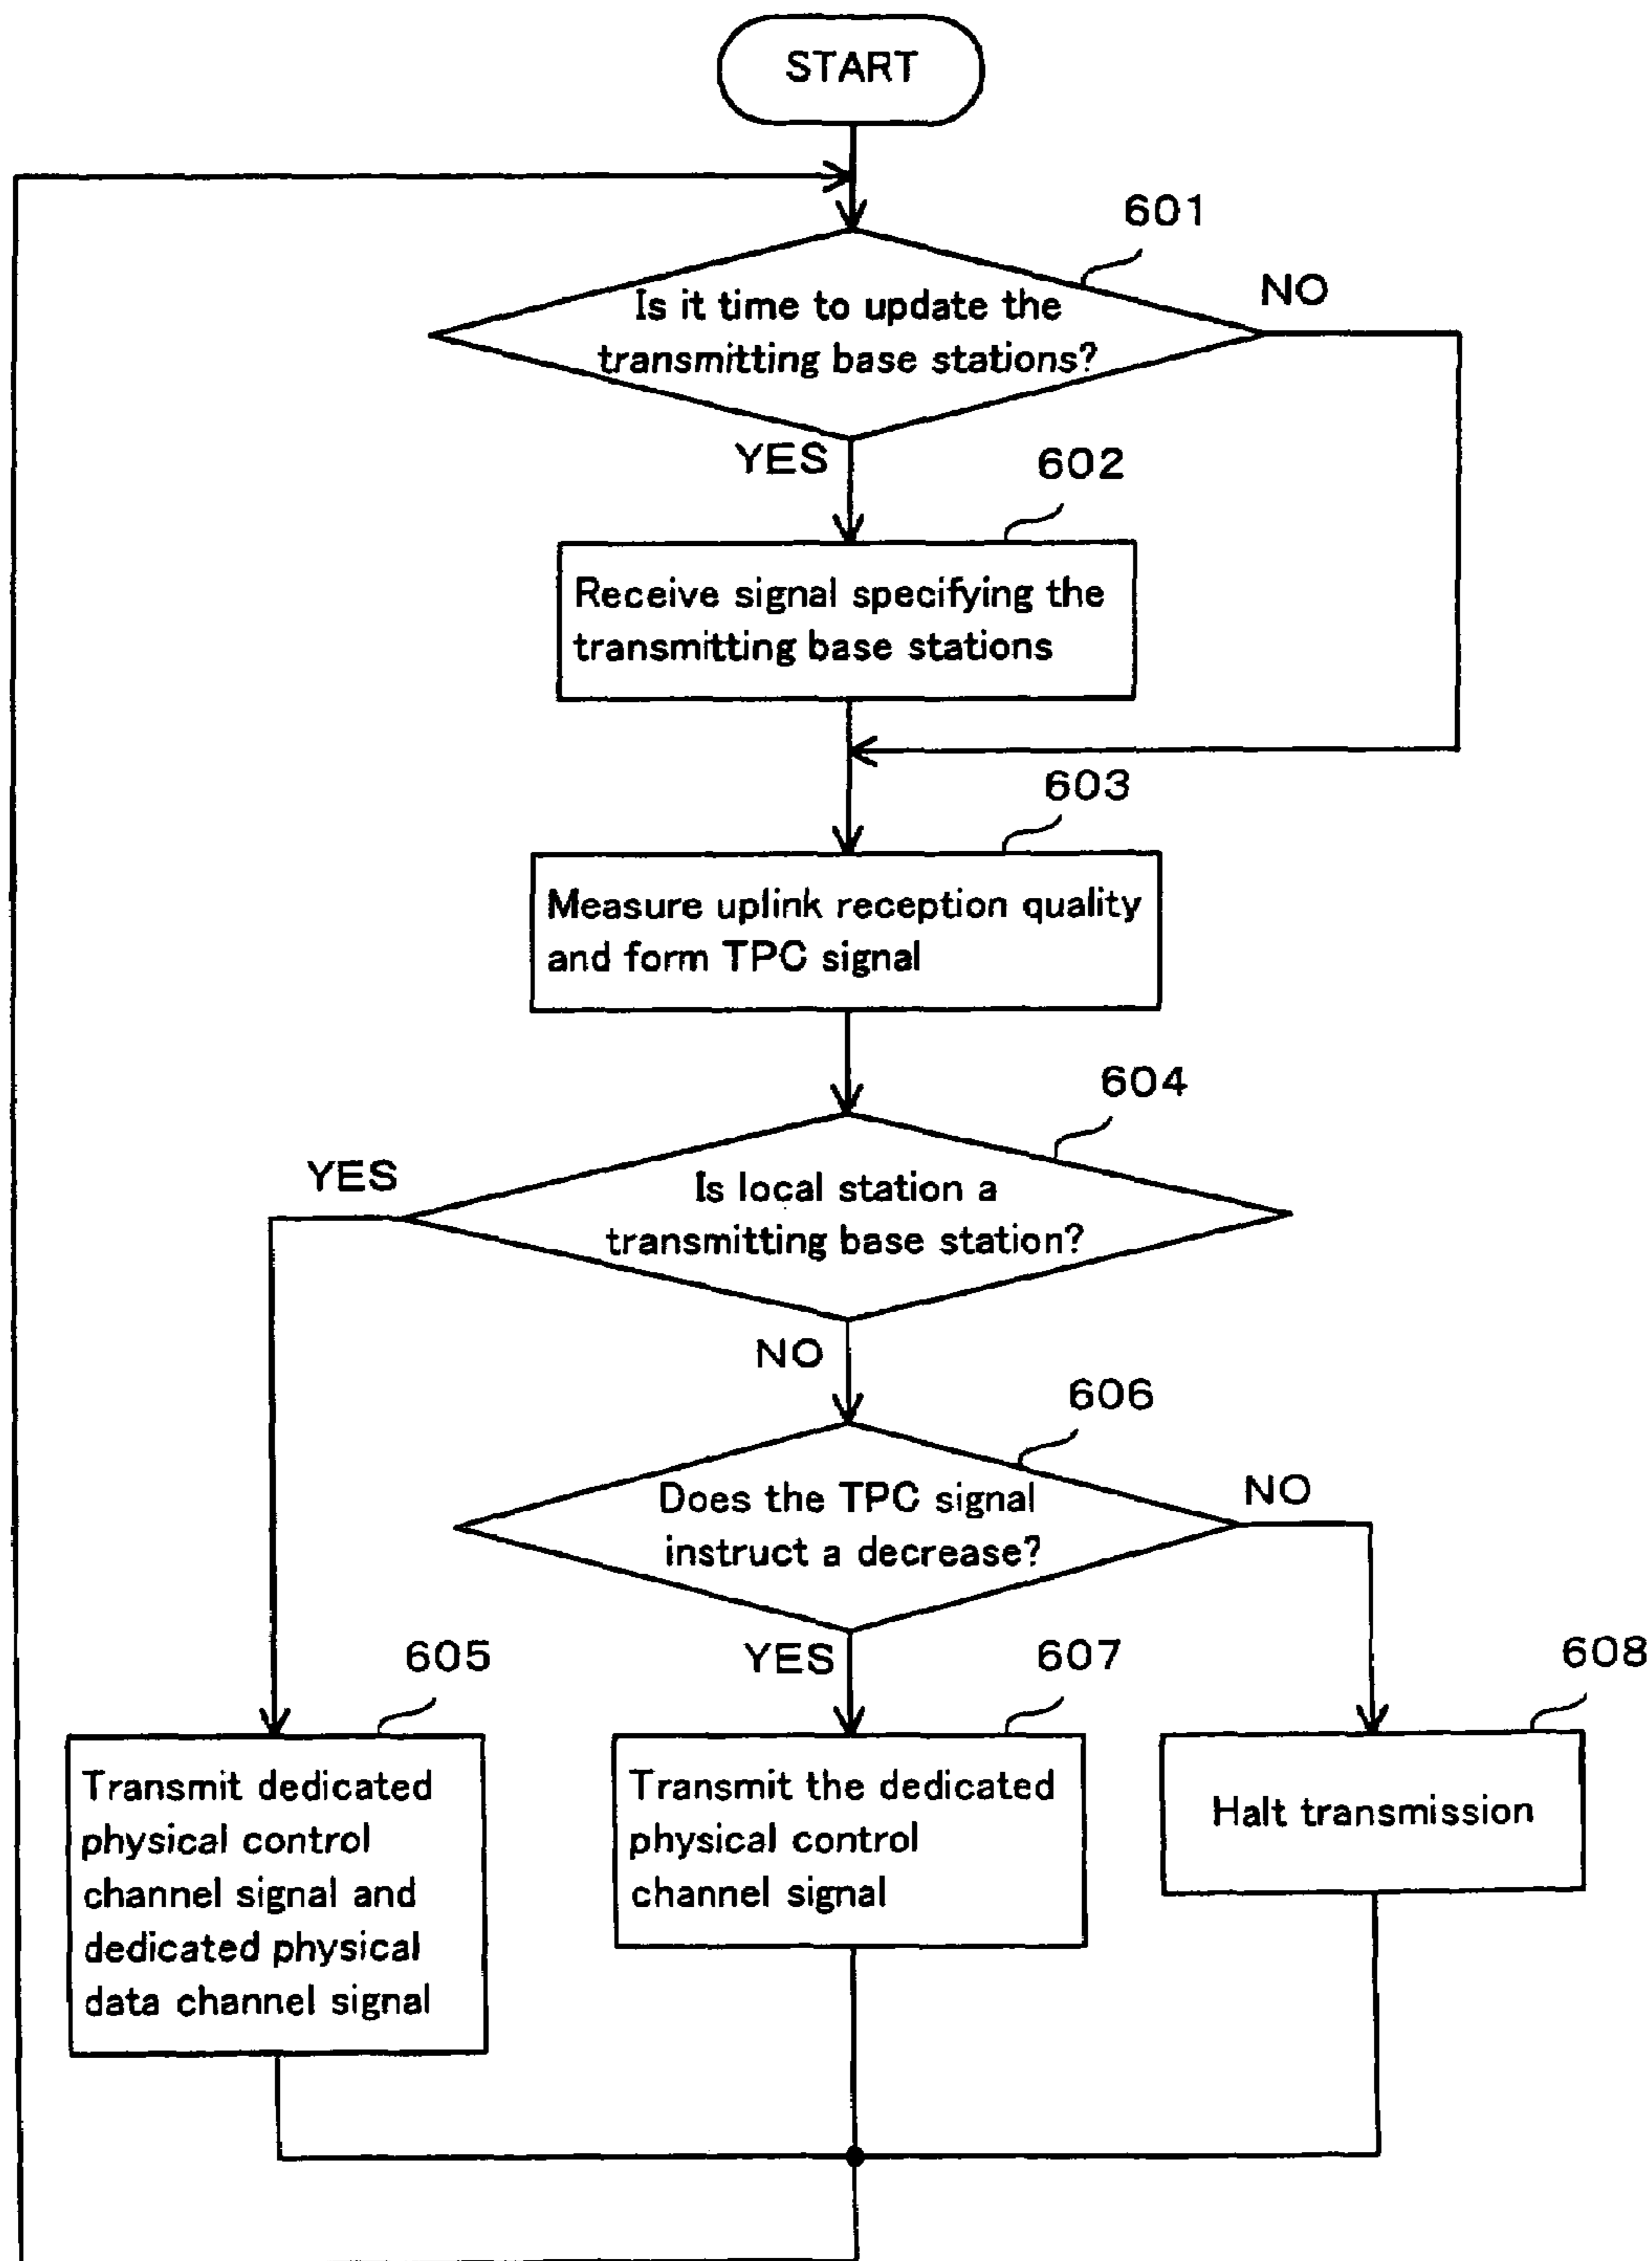 START
601
Is it time to update the
transmitting base stations?
NO
YES
602
Receive signal specifying the
transmitting base stations
603
Measure uplink reception quality
and form TPC signal
604
YES
Is local station a
transmitting base station?
NO
606
Does the TPC signal
instruct a decrease?
NO
YES
605
Transmit dedicated
physical control
channel signal and
dedicated physical
data channel signal
607
Transmit the dedicated
physical control
channel signal
608
Halt transmission